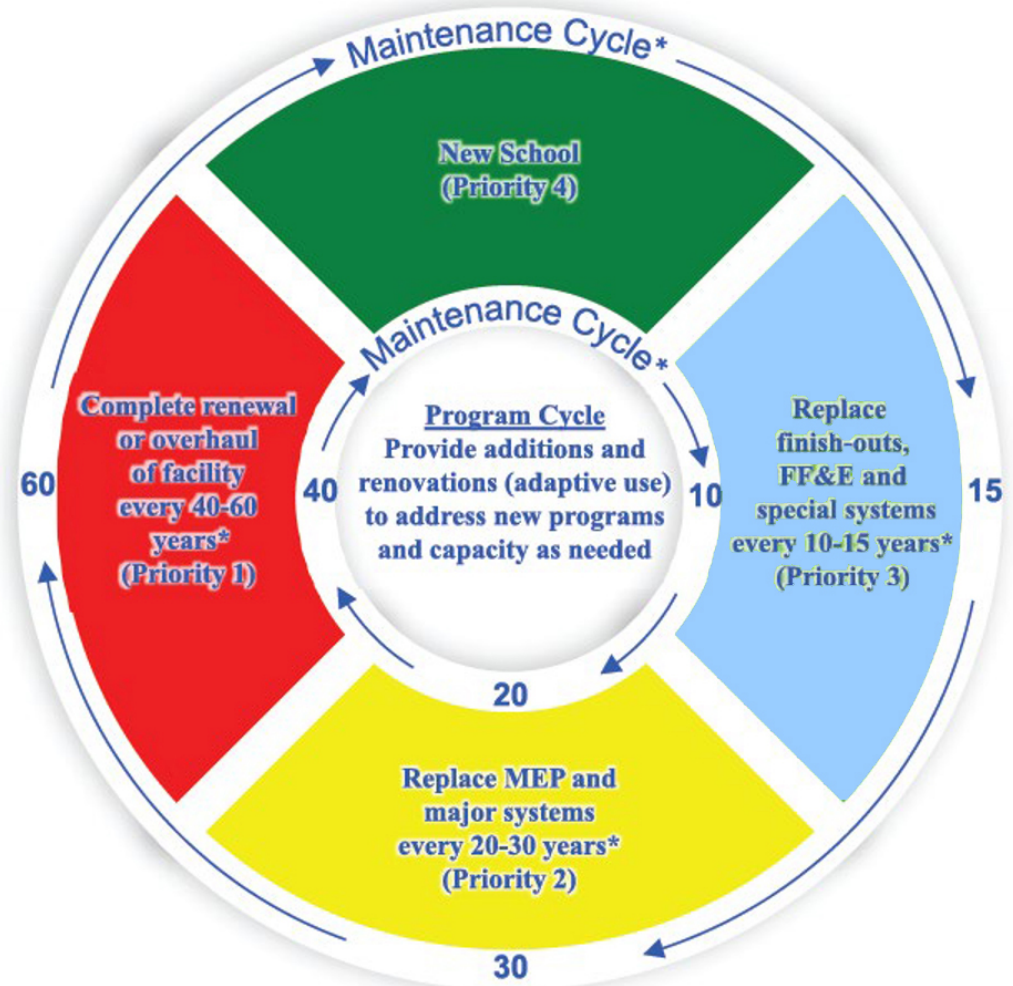 Maintenance Cycle*
New School
(Priority 4)
Maintenance Cycle*
Complete renewal
or overhaul
of facility
every 40-60
years*
(Priority 1)
60
40
Program Cycle
Provide additions and
renovations (adaptive use)
to address new programs
and capacity as needed
10
Replace
finish-outs,
FF&E and
special systems
every 10-15 years*
(Priority 3)
15
20
Replace MEP and
major systems
every 20-30 years*
(Priority 2)
30